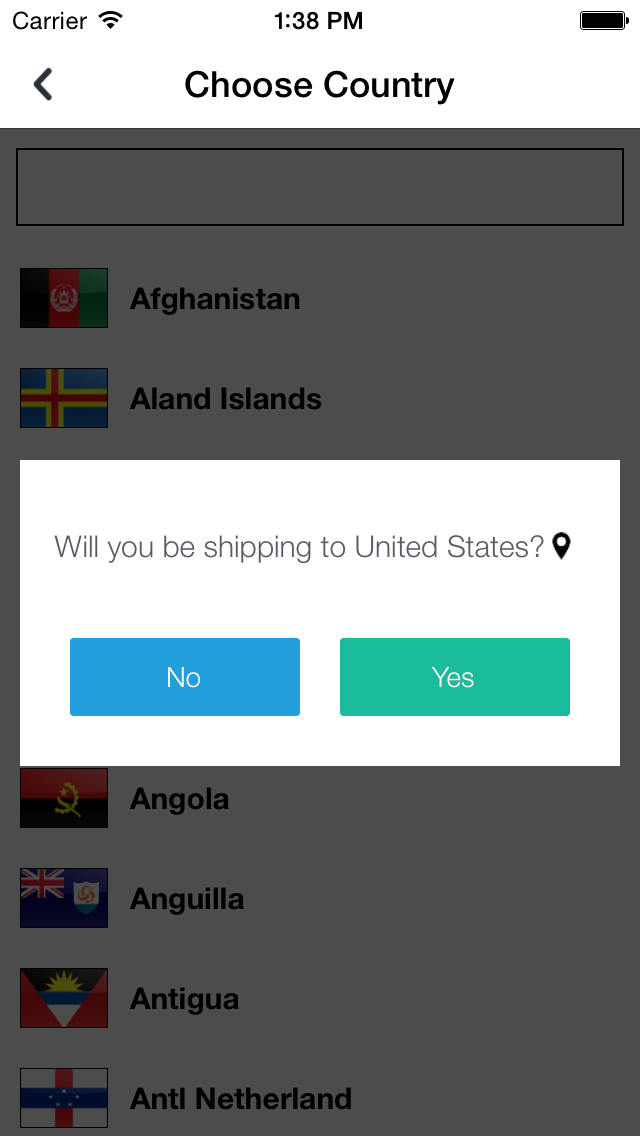 Carrier 1:38 PM
Choose Country
Afghanistan
Aland Islands
Will you be shipping to United States?
No Yes
Angola
Anguilla
Antigua
Antl Netherland